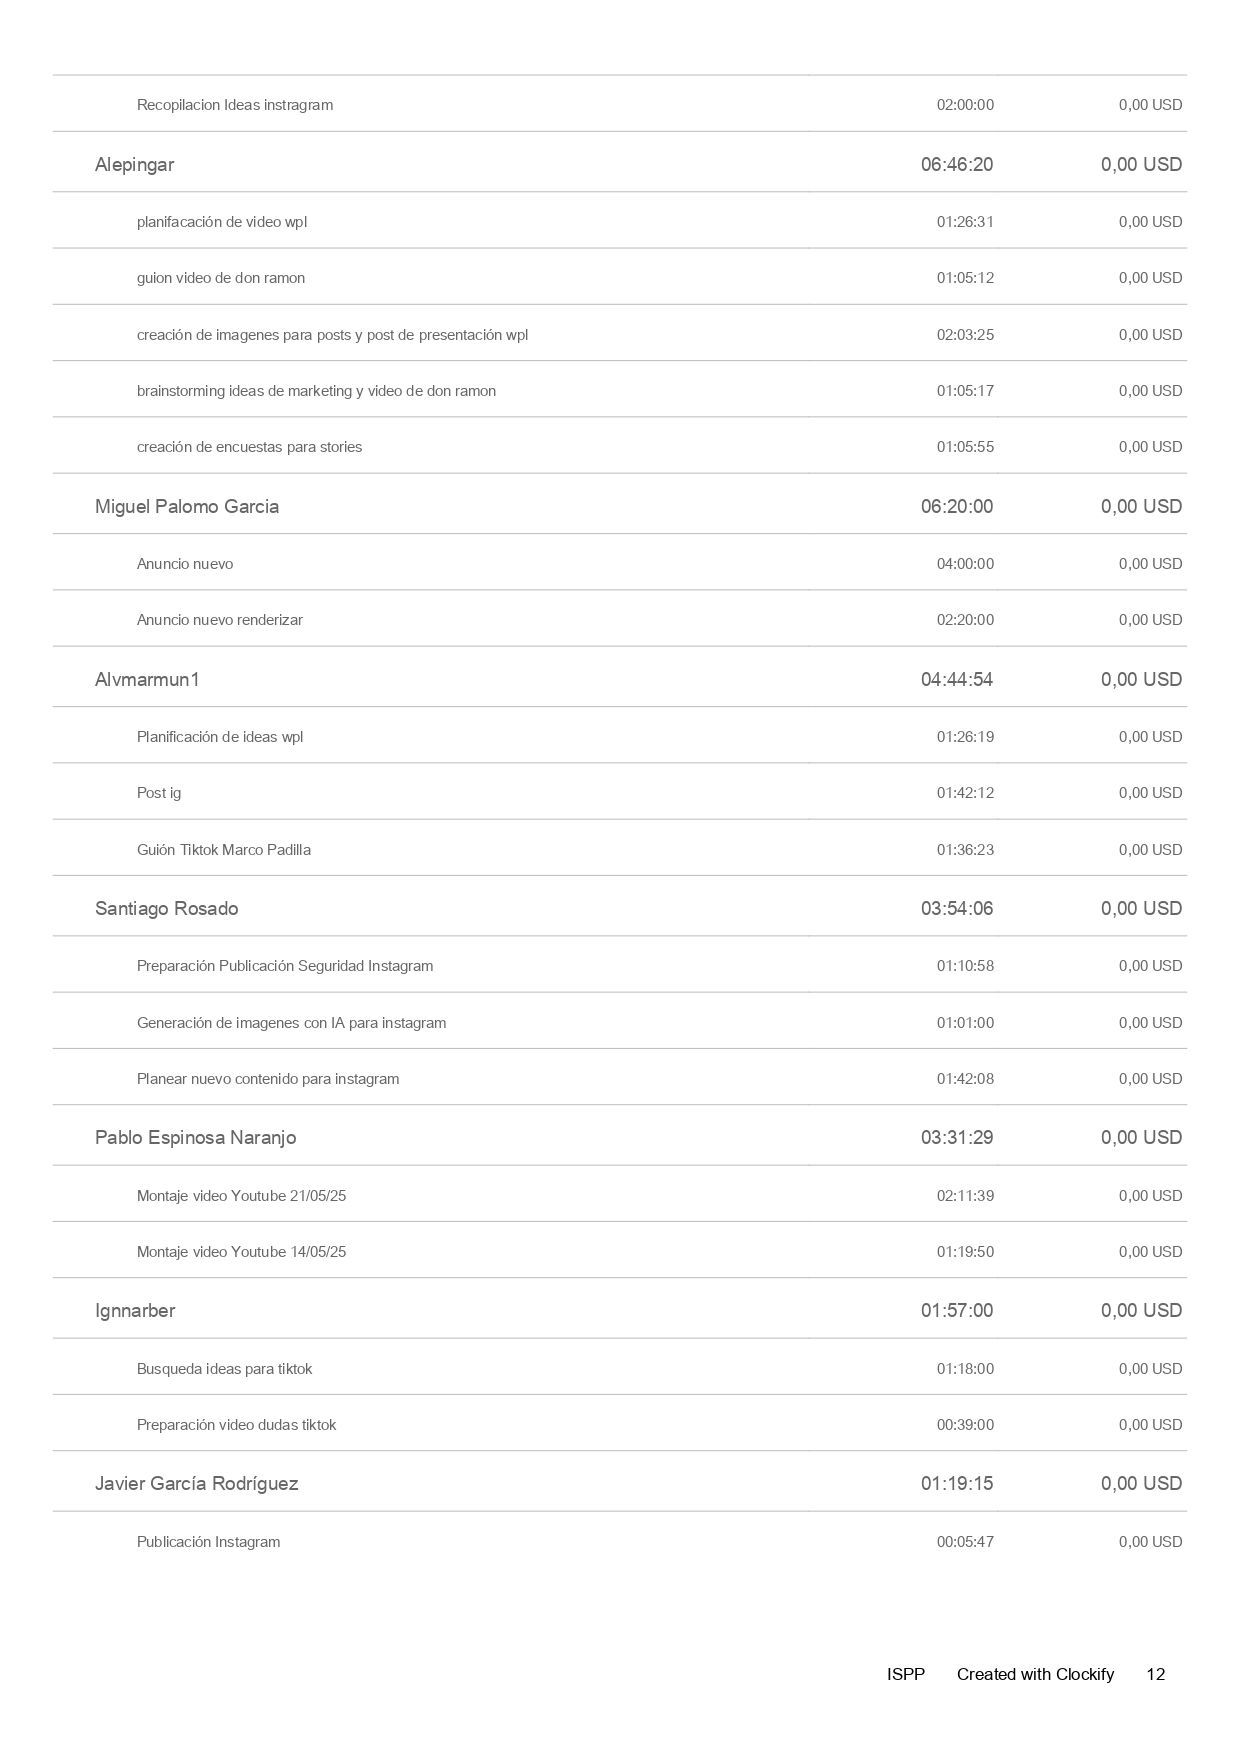 Recopilacion Ideas instragram 02:00:00 0,00 USD
Alepingar 06:46:20 0,00 USD
planifacación de video wpl 01:26:31 0,00 USD
guion video de don ramon 01:05:12 0,00 USD
creación de imagenes para posts y post de presentación wpl 02:03:25 0,00 USD
brainstorming ideas de marketing y video de don ramon 01:05:17 0,00 USD
creación de encuestas para stories 01:05:55 0,00 USD
Miguel Palomo Garcia 06:20:00 0,00 USD
Anuncio nuevo 04:00:00 0,00 USD
Anuncio nuevo renderizar 02:20:00 0,00 USD
Alvmarmun1 04:44:54 0,00 USD
Planificación de ideas wpl 01:26:19 0,00 USD
Post ig 01:42:12 0,00 USD
Guión Tiktok Marco Padilla 01:36:23 0,00 USD
Santiago Rosado 03:54:06 0,00 USD
Preparación Publicación Seguridad Instagram 01:10:58 0,00 USD
Generación de imagenes con IA para instagram 01:01:00 0,00 USD
Planear nuevo contenido para instagram 01:42:08 0,00 USD
Pablo Espinosa Naranjo 03:31:29 0,00 USD
Montaje video Youtube 21/05/25 02:11:39 0,00 USD
Montaje video Youtube 14/05/25 01:19:50 0,00 USD
Ignnarber 01:57:00 0,00 USD
Busqueda ideas para tiktok 01:18:00 0,00 USD
Preparación video dudas tiktok 00:39:00 0,00 USD
Javier García Rodríguez 01:19:15 0,00 USD
Publicación Instagram 00:05:47 0,00 USD
ISPP Created with Clockify 12